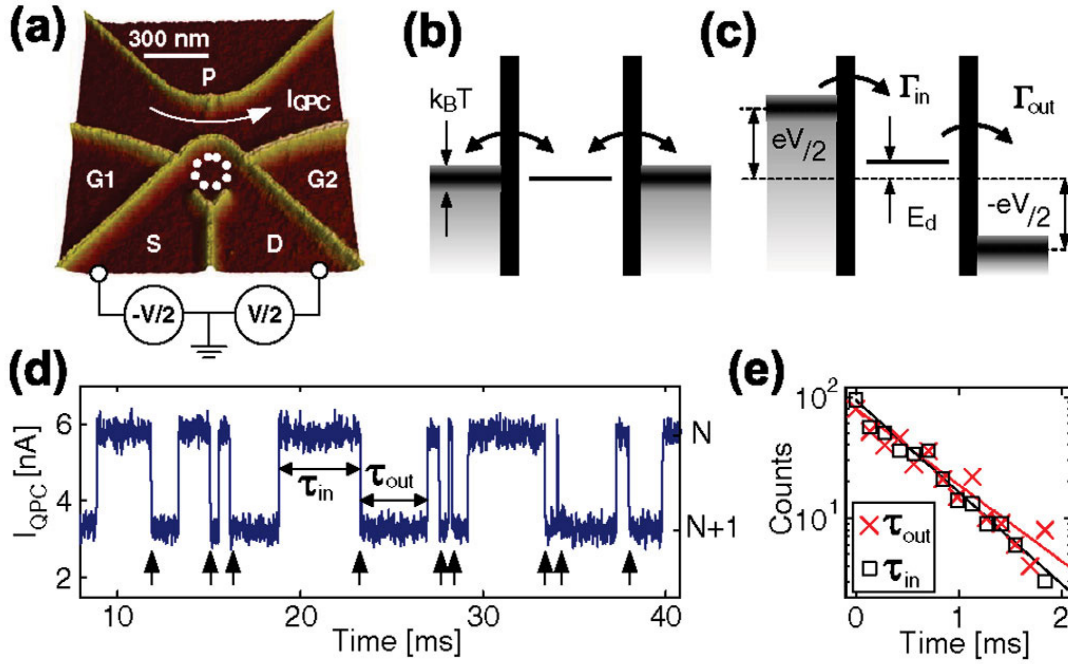 (a)
300 nm
P
I_QPC
G1
G2
S
D
-V/2
V/2
(b)
k_BT
(c)
Γ_in
Γ_out
eV/2
E_d
-eV/2
(d)
I_QPC [nA]
6
4
2
N
N+1
τ_in
τ_out
10 20 30 40
Time [ms]
(e)
Counts
10^2
10^1
τ_out
τ_in
0 1 2
Time [ms]